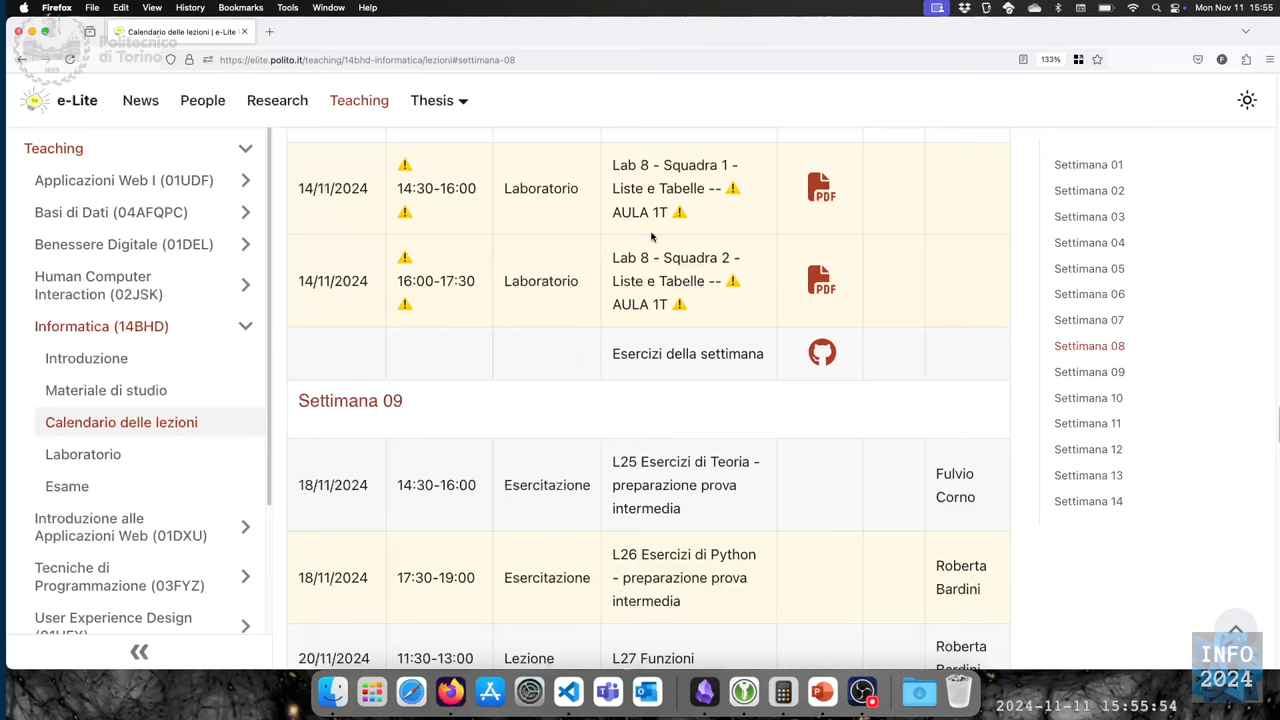 Firefox File Edit View History Bookmarks Tools Window Help Mon Nov 11 15:55
Politecnico
di Torino
1859
Calendario delle lezioni | e-Lite
https://elite.polito.it/teaching/14bhd-informatica/lezioni#settimana-08
133%
e-Lite News People Research Teaching Thesis
Teaching
Applicazioni Web I (01UDF)
Basi di Dati (04AFQPC)
Benessere Digitale (01DEL)
Human Computer
Interaction (02JSK)
Informatica (14BHD)
Introduzione
Materiale di studio
Calendario delle lezioni
Laboratorio
Esame
Introduzione alle
Applicazioni Web (01DXU)
Tecniche di
Programmazione (03FYZ)
User Experience Design
14/11/2024
14:30-16:00
Laboratorio
Lab 8 - Squadra 1 -
Liste e Tabelle --
AULA 1T
PDF
14/11/2024
16:00-17:30
Laboratorio
Lab 8 - Squadra 2 -
Liste e Tabelle --
AULA 1T
PDF
Esercizi della settimana
Settimana 09
18/11/2024
14:30-16:00
Esercitazione
L25 Esercizi di Teoria -
preparazione prova
intermedia
Fulvio
Corno
18/11/2024
17:30-19:00
Esercitazione
L26 Esercizi di Python
- preparazione prova
intermedia
Roberta
Bardini
20/11/2024
11:30-13:00
Lezione
L27 Funzioni
Roberta
Bardini
Settimana 01
Settimana 02
Settimana 03
Settimana 04
Settimana 05
Settimana 06
Settimana 07
Settimana 08
Settimana 09
Settimana 10
Settimana 11
Settimana 12
Settimana 13
Settimana 14
INFO
2024
2024-11-11 15:55:54